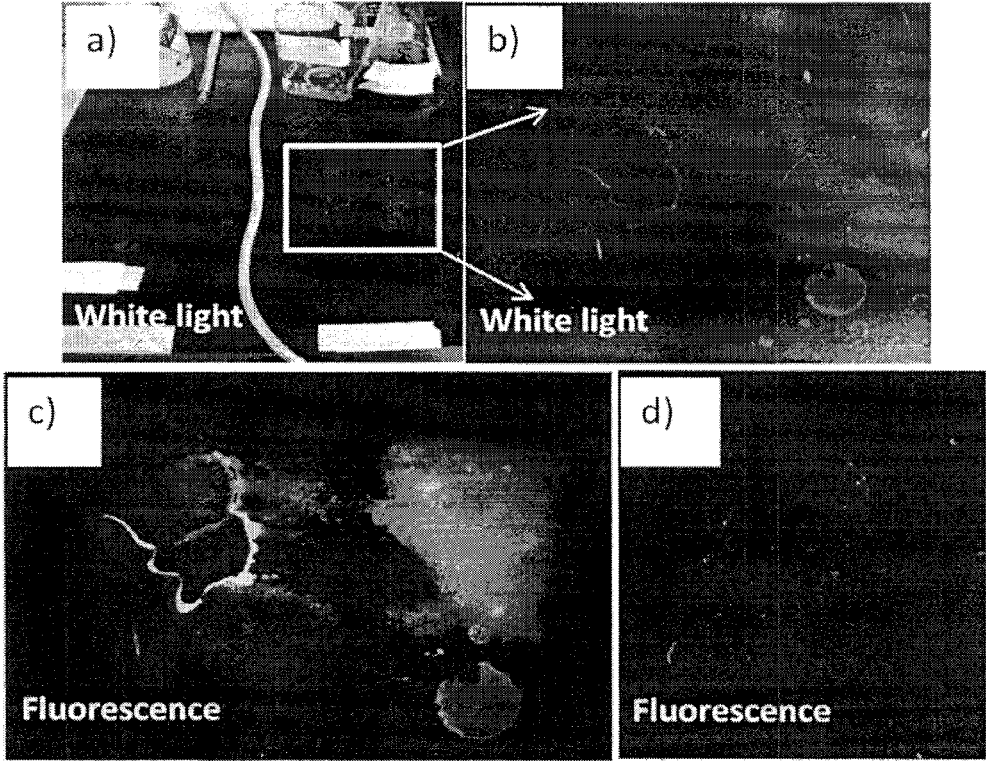 a)
b)
White light
White light
c)
d)
Fluorescence
Fluorescence